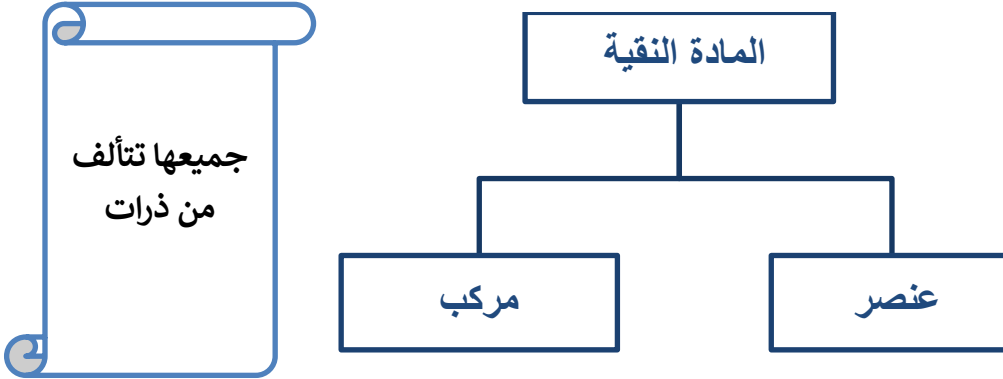 المادة النقية
عنصر
مركب
جميعها تتألف
من ذرات